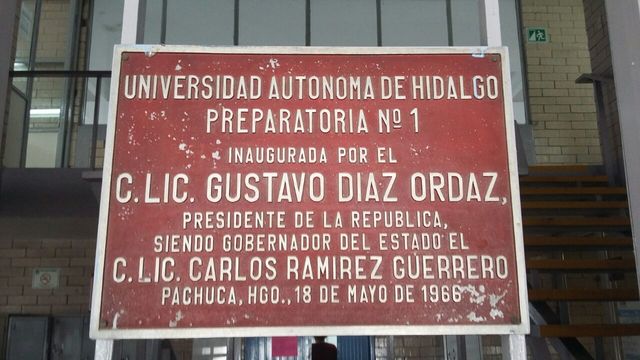 UNIVERSIDAD AUTONOMA DE HIDALGO
PREPARATORIA Nº 1
INAUGURADA POR EL
C. LIC. GUSTAVO DIAZ ORDAZ,
PRESIDENTE DE LA REPUBLICA,
SIENDO GOBERNADOR DEL ESTADO EL
C. LIC. CARLOS RAMIREZ GUERRERO
PACHUCA, HGO., 18 DE MAYO DE 1966